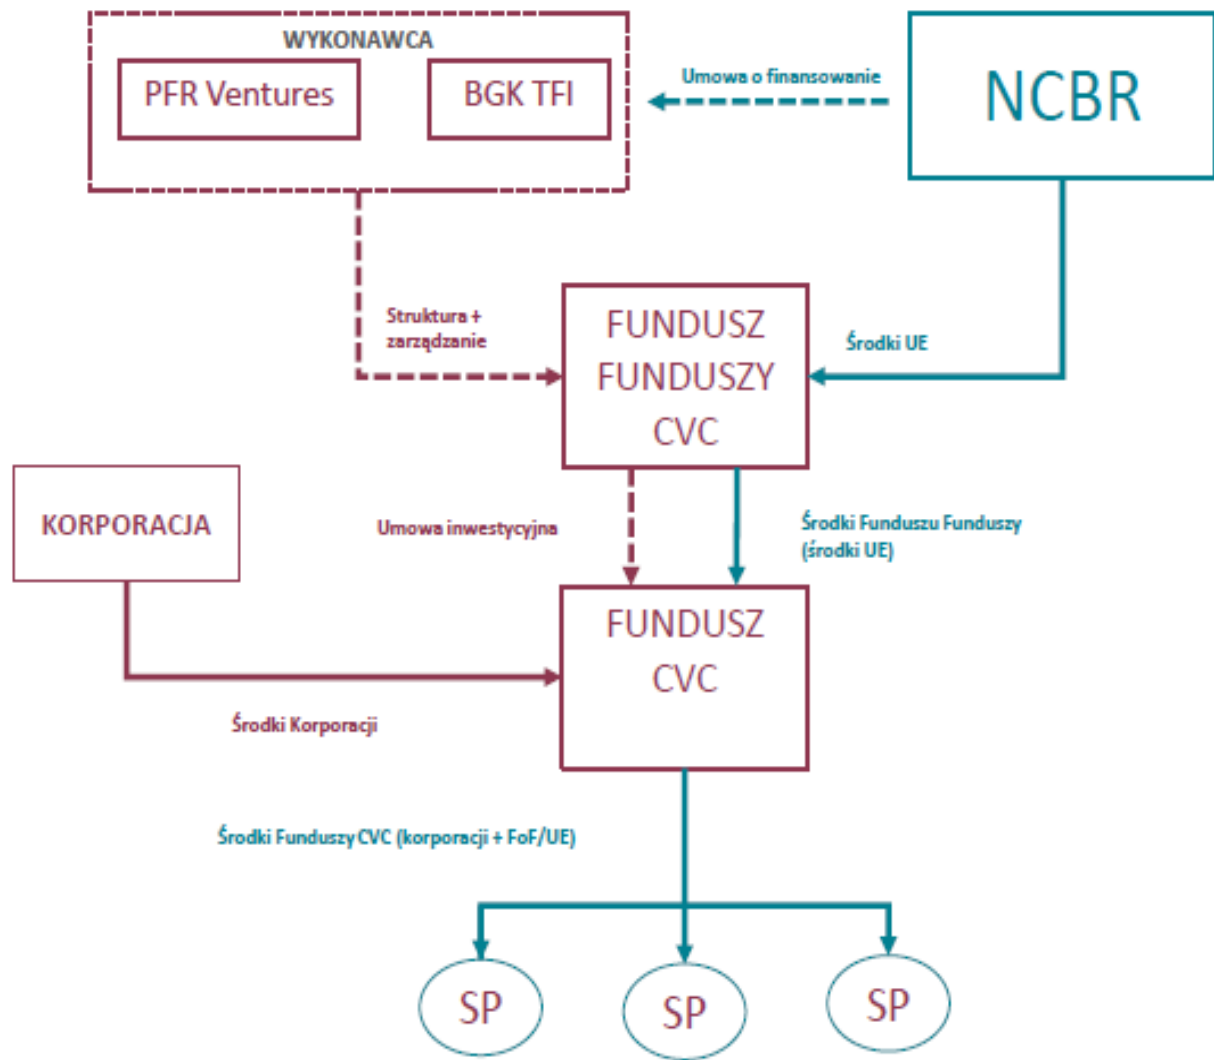 WYKONAWCA
PFR Ventures
BGK TFI
Umowa o finansowanie
NCBR
Struktura +
zarządzanie
FUNDUSZ
FUNDUSZY
CVC
Środki UE
KORPORACJA
Umowa inwestycyjna
Środki Funduszu Funduszy
(środki UE)
FUNDUSZ
CVC
Środki Korporacji
Środki Funduszy CVC (korporacji + FoF/UE)
SP
SP
SP